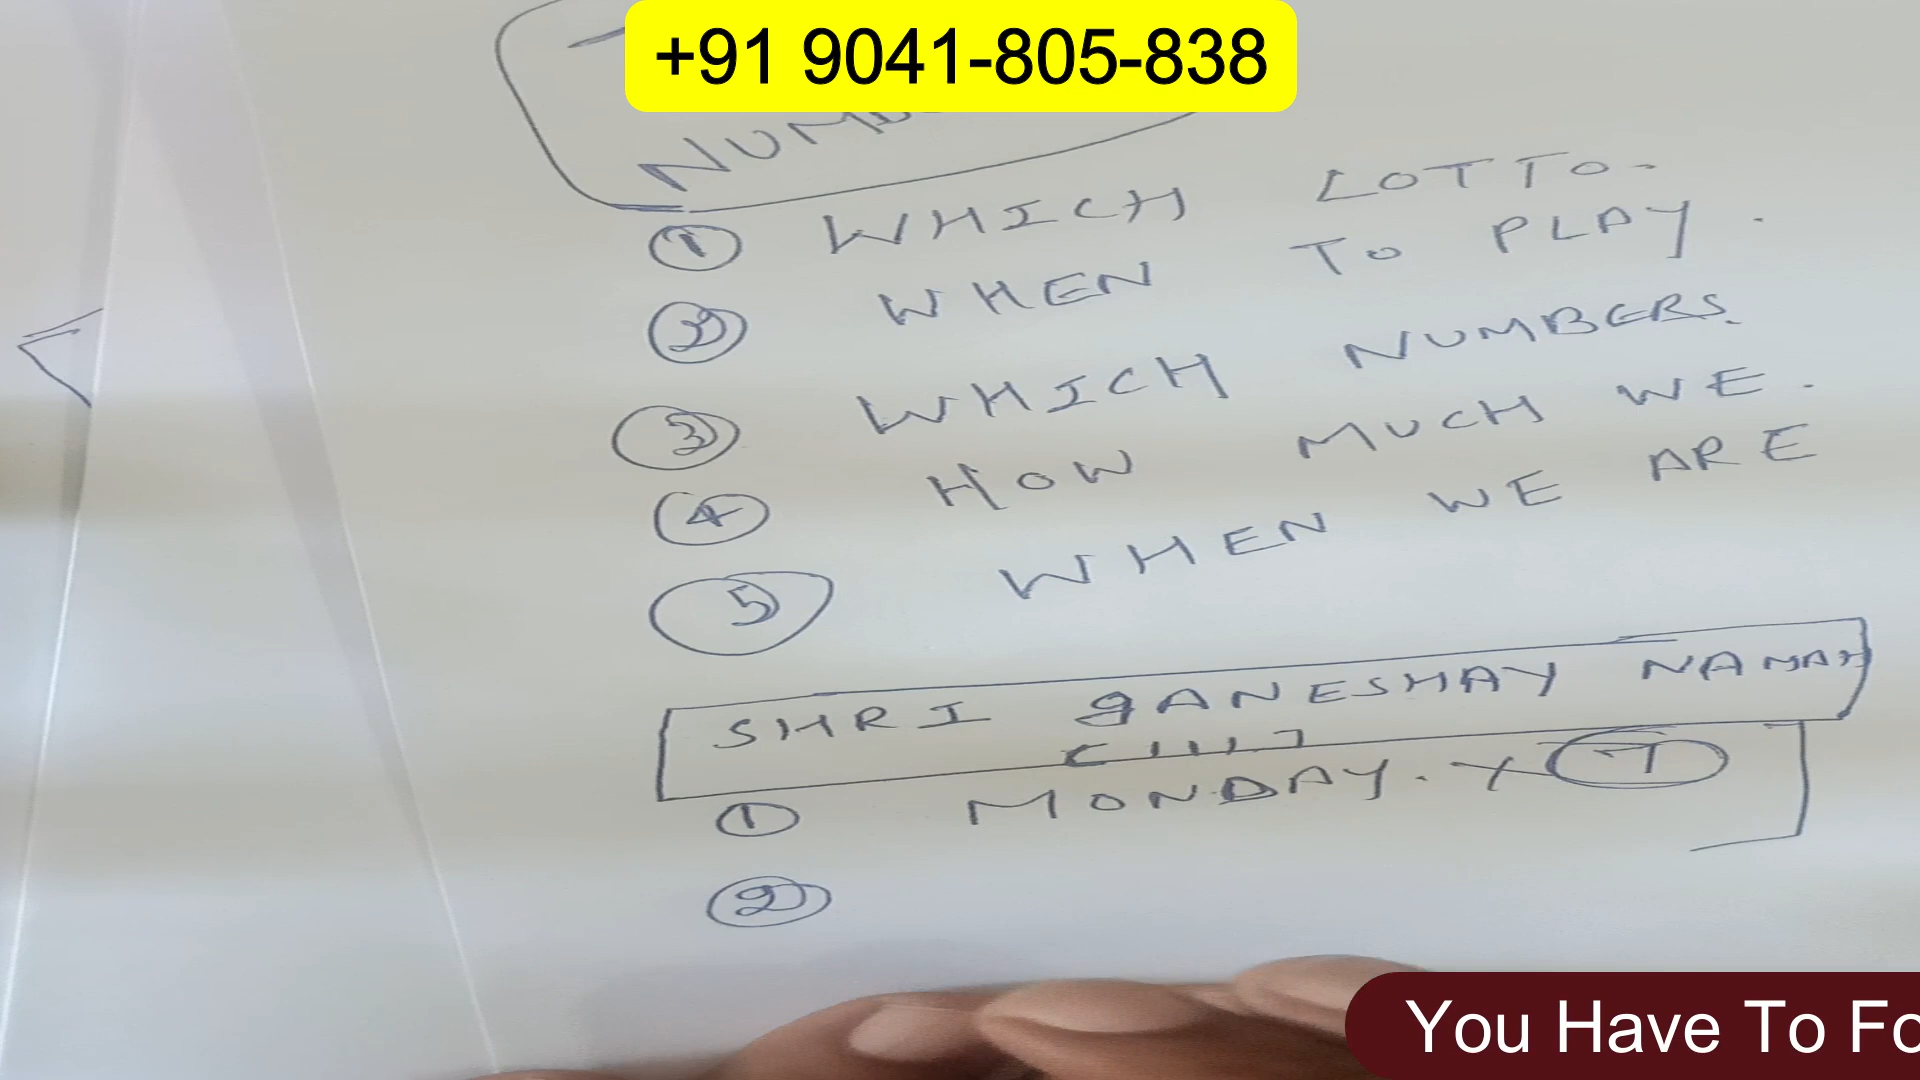 +91 9041-805-838
① WHICH LOTTO.
② WHEN TO PLAY.
③ WHICH NUMBERS.
④ HOW MUCH WE.
⑤ WHEN WE ARE
SHRI gANESHAY NAMAH
① MONDAY. X 7
②
You Have To Fo